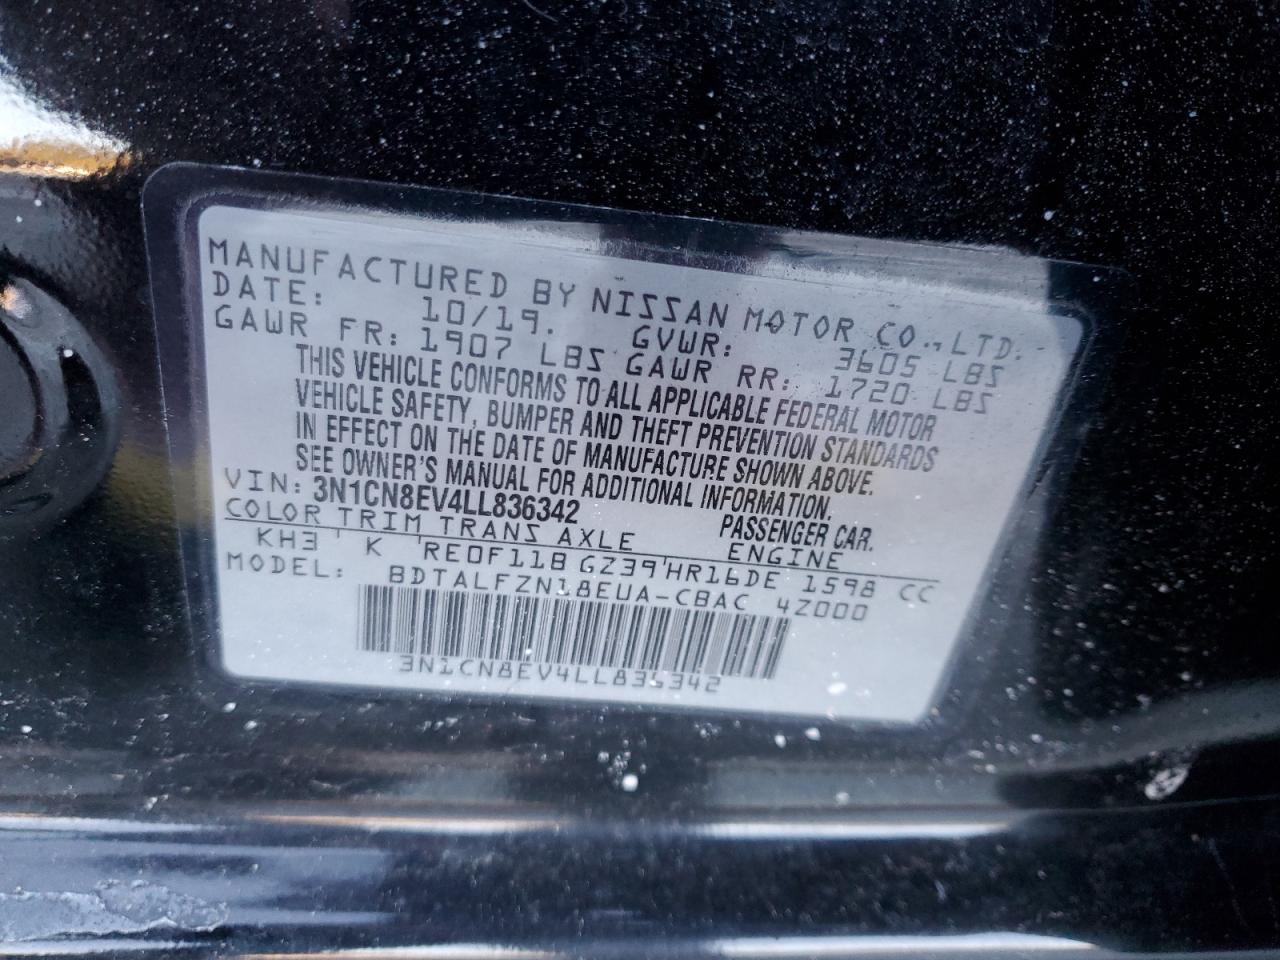 MANUFACTURED BY NISSAN MOTOR CO.,LTD.
DATE: 10/19. GVWR: 3605 LBS
GAWR FR: 1907 LBS GAWR RR: 1720 LBS
THIS VEHICLE CONFORMS TO ALL APPLICABLE FEDERAL MOTOR
VEHICLE SAFETY, BUMPER AND THEFT PREVENTION STANDARDS
IN EFFECT ON THE DATE OF MANUFACTURE SHOWN ABOVE.
SEE OWNER'S MANUAL FOR ADDITIONAL INFORMATION.
VIN: 3N1CN8EV4LL836342 PASSENGER CAR.
COLOR TRIM TRANS AXLE ENGINE
KH3 ' K 'RE0F11B GZ39'HR16DE 1598 CC
MODEL: BDTALFZN18EUA-CBAC 4Z000
3N1CN8EV4LL836342